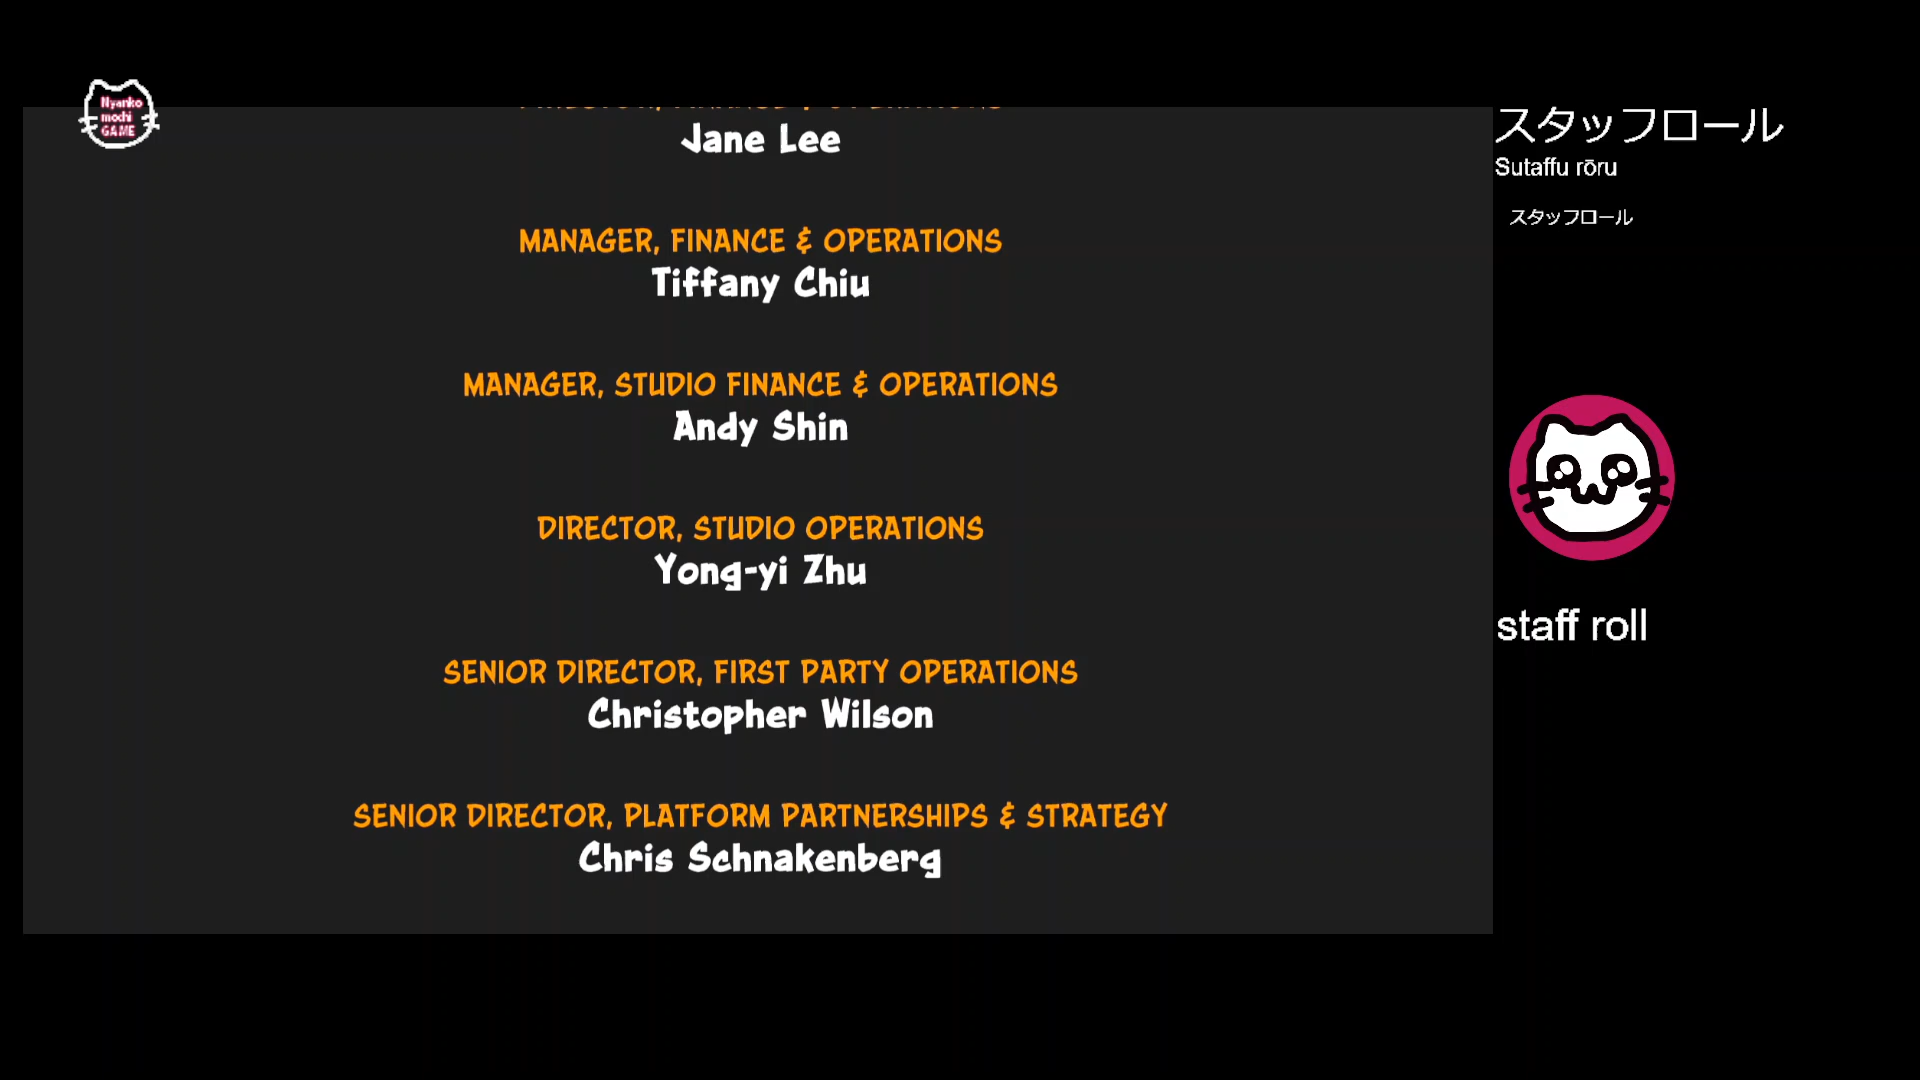 Nyanko
mochi
GAME
Jane Lee
MANAGER, FINANCE & OPERATIONS
Tiffany Chiu
MANAGER, STUDIO FINANCE & OPERATIONS
Andy Shin
DIRECTOR, STUDIO OPERATIONS
Yong-yi Zhu
SENIOR DIRECTOR, FIRST PARTY OPERATIONS
Christopher Wilson
SENIOR DIRECTOR, PLATFORM PARTNERSHIPS & STRATEGY
Chris Schnakenberg
スタッフロール
Sutaffu rōru
スタッフロール
staff roll